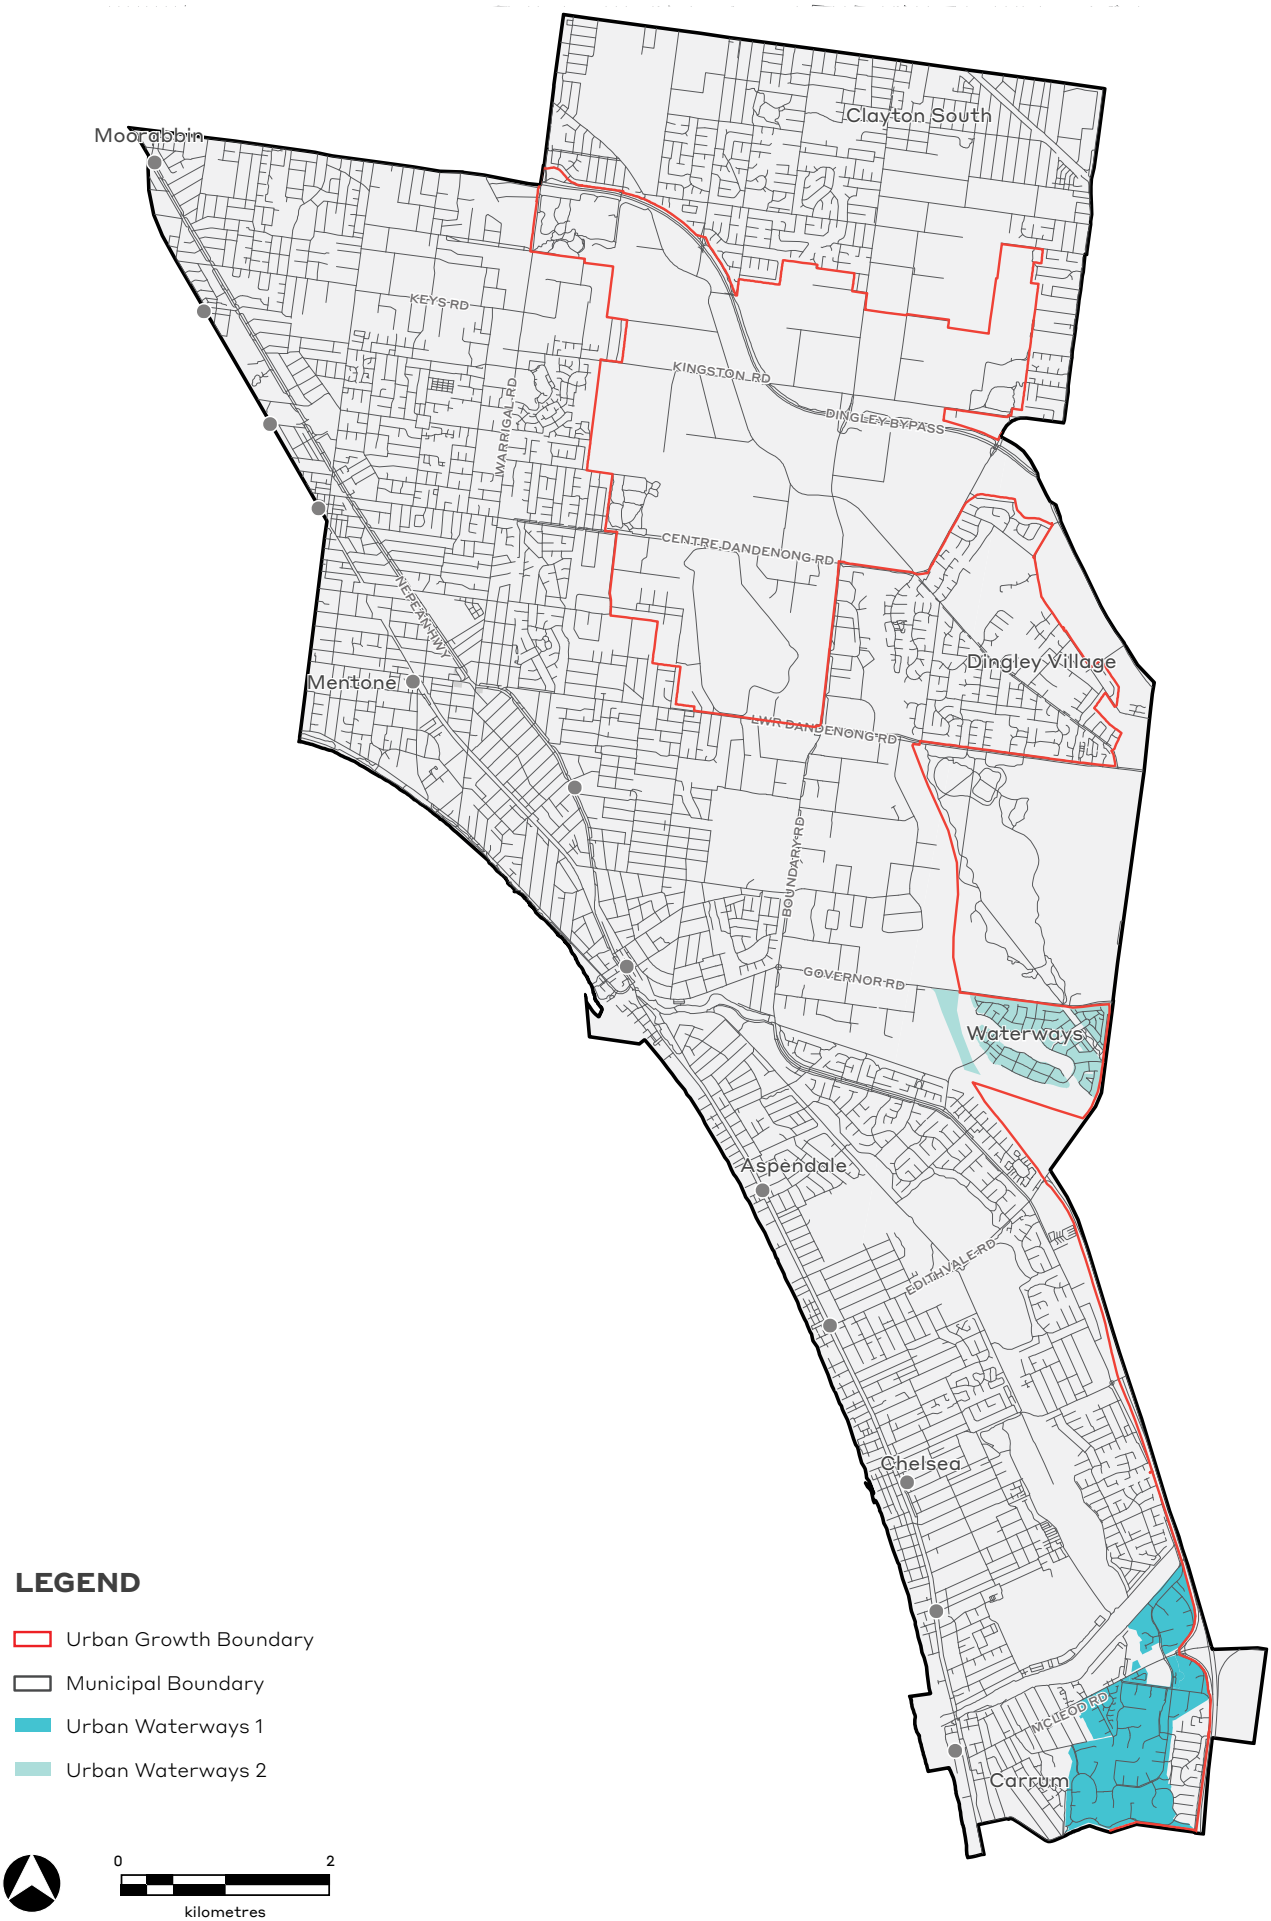 Clayton South
Moorabbin
KEYS RD
KINGSTON RD
WARRIGAL RD
DINGLEY BYPASS
CENTRE DANDENONG RD
NEPEAN HWY
Dingley Village
Mentone
LWR DANDENONG RD
BOUNDARY RD
GOVERNOR RD
Waterways
Aspendale
EDITHVALE RD
Chelsea
MCLEOD RD
Carrum
LEGEND
Urban Growth Boundary
Municipal Boundary
Urban Waterways 1
Urban Waterways 2
0 2
kilometres